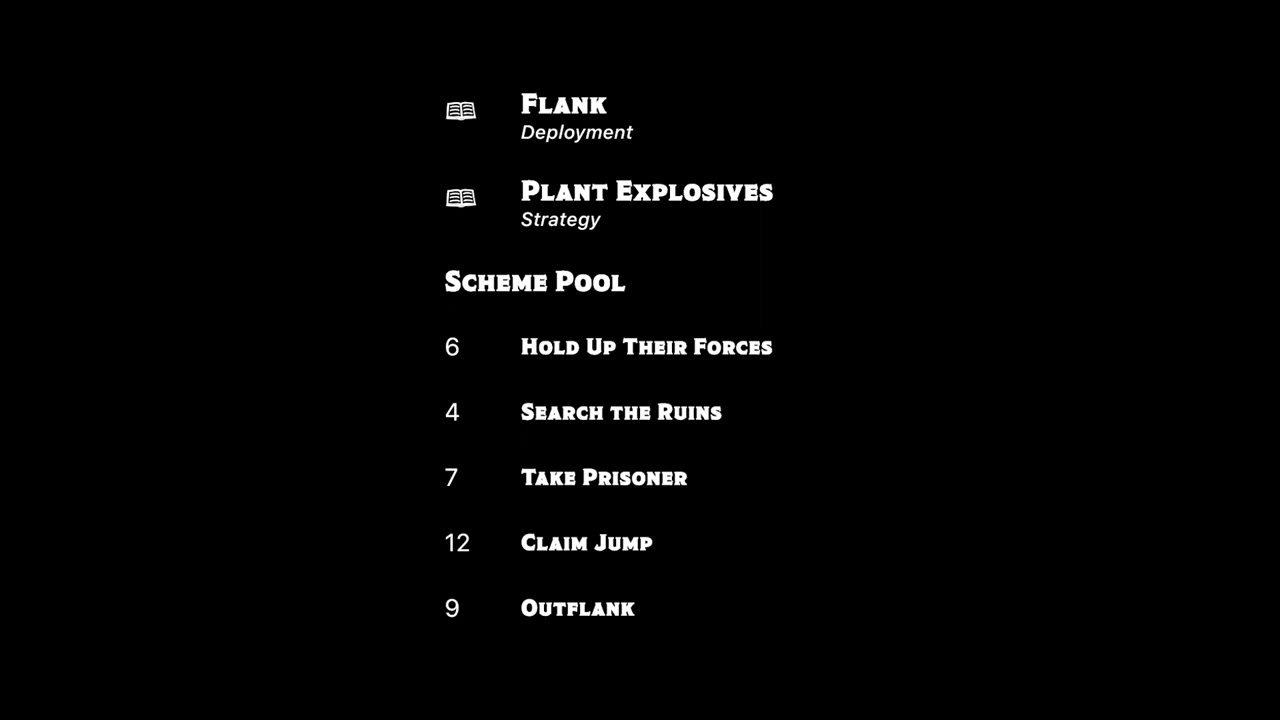 Flank
Deployment
Plant Explosives
Strategy
Scheme Pool
6 Hold Up Their Forces
4 Search the Ruins
7 Take Prisoner
12 Claim Jump
9 Outflank